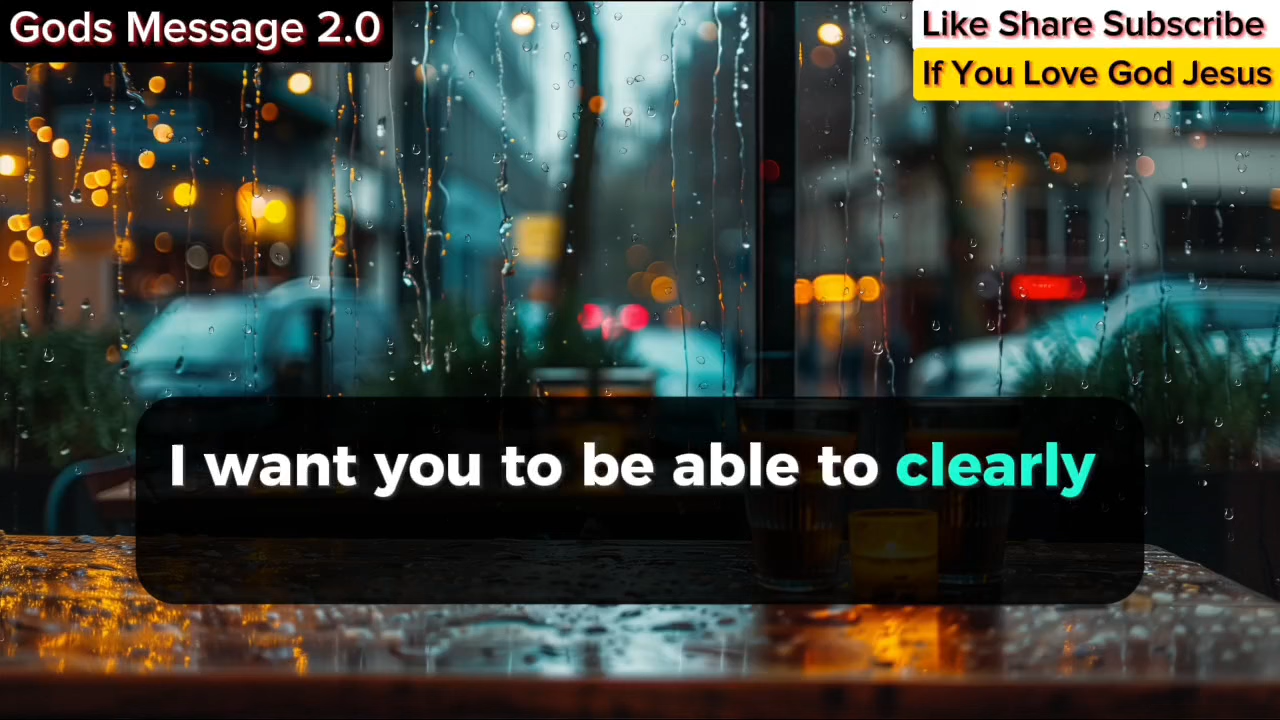 Gods Message 2.0
Like Share Subscribe
If You Love God Jesus
I want you to be able to clearly